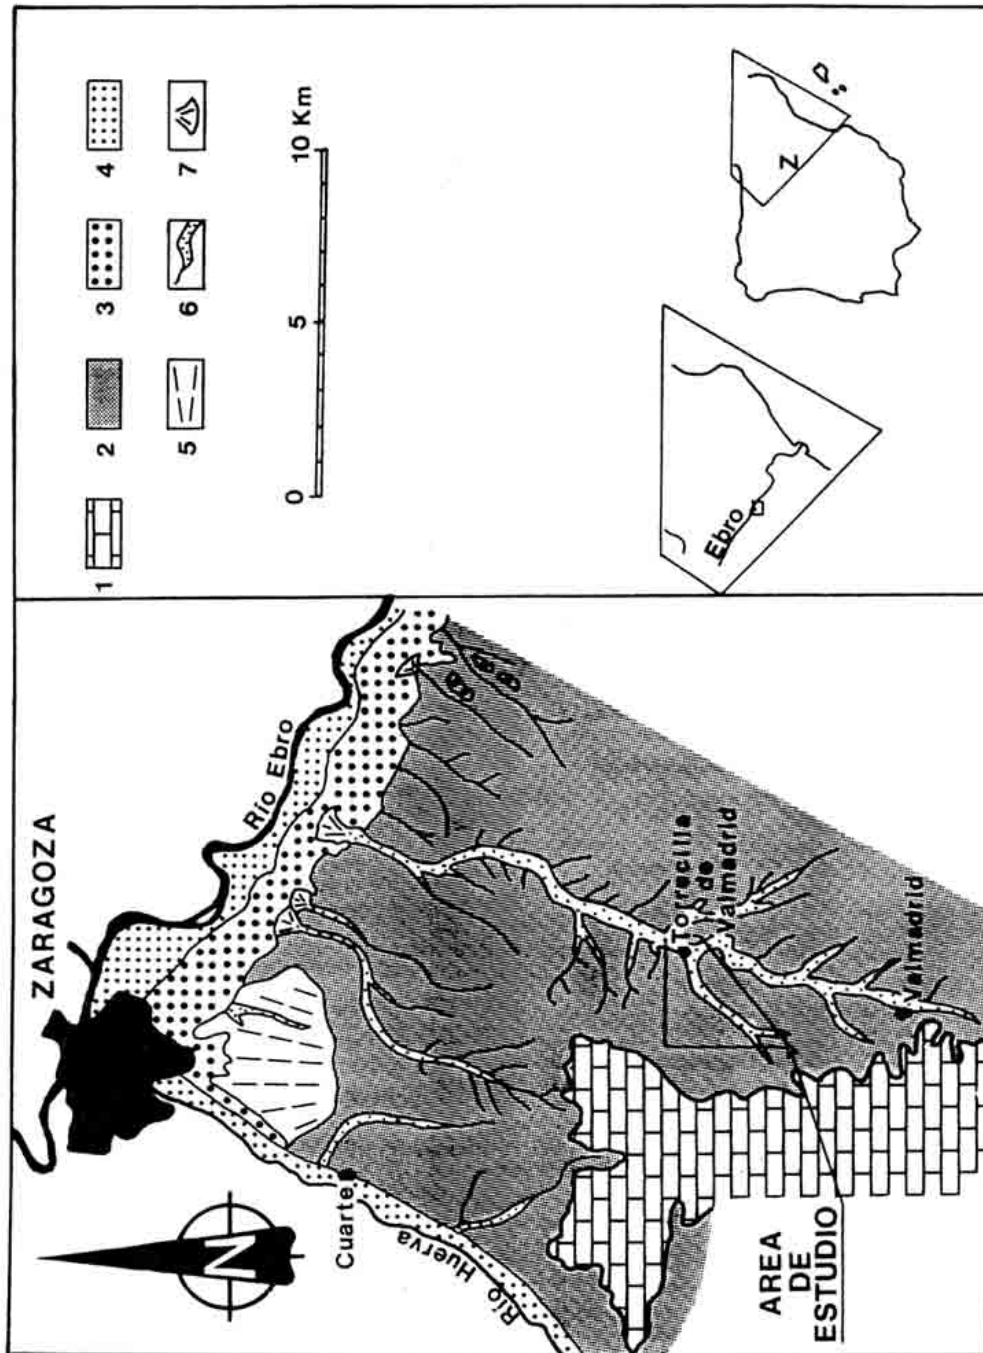 ZARAGOZA
Río Ebro
N
Cuarte
Río Huerva
Torrecilla
de
Valmadrid
Valmadrid
AREA
DE
ESTUDIO
1
2
3
4
5
6
7
0
5
10 Km
Ebro
Z